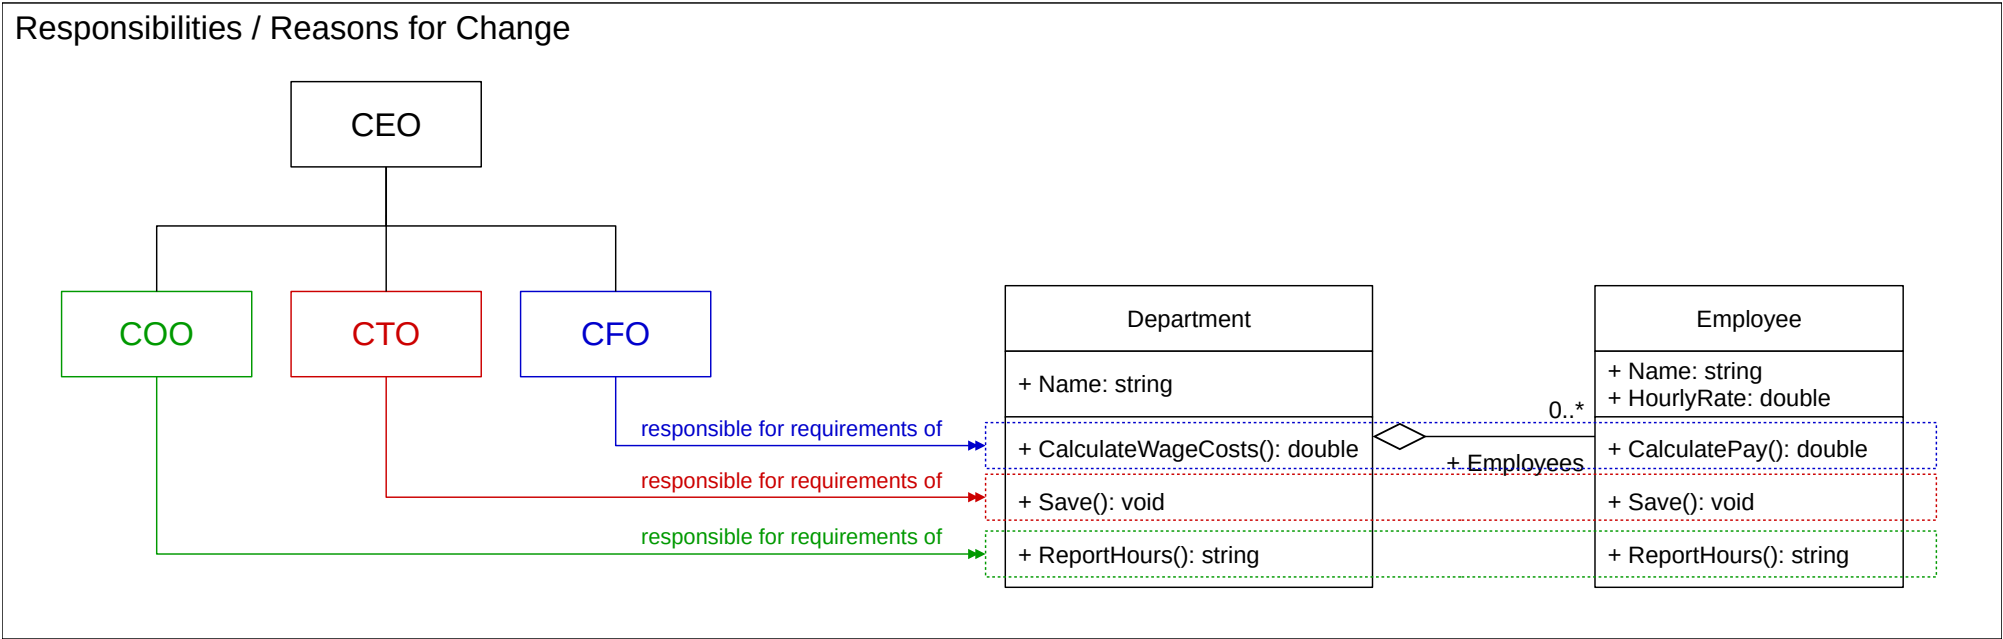 Responsibilities / Reasons for Change
CEO
COO
CTO
CFO
responsible for requirements of
responsible for requirements of
responsible for requirements of
Department
+ Name: string
+ CalculateWageCosts(): double
+ Save(): void
+ ReportHours(): string
0..*
+ Employees
Employee
+ Name: string
+ HourlyRate: double
+ CalculatePay(): double
+ Save(): void
+ ReportHours(): string